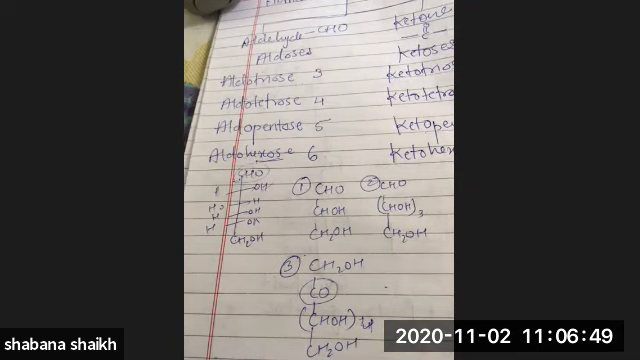 Aldehyde - CHO
Ketone
- C -
Aldoses
Ketoses
Aldotriose 3
Aldotetrose 4
Aldopentose 5
Aldohexose 6
CHO
OH
H
OH
OH
CH2OH
① CHO
CHOH
CH2OH
② CHO
(CHOH)3
CH2OH
③ CH2OH
CO
(CHOH)4
CH2OH
shabana shaikh
2020-11-02 11:06:49